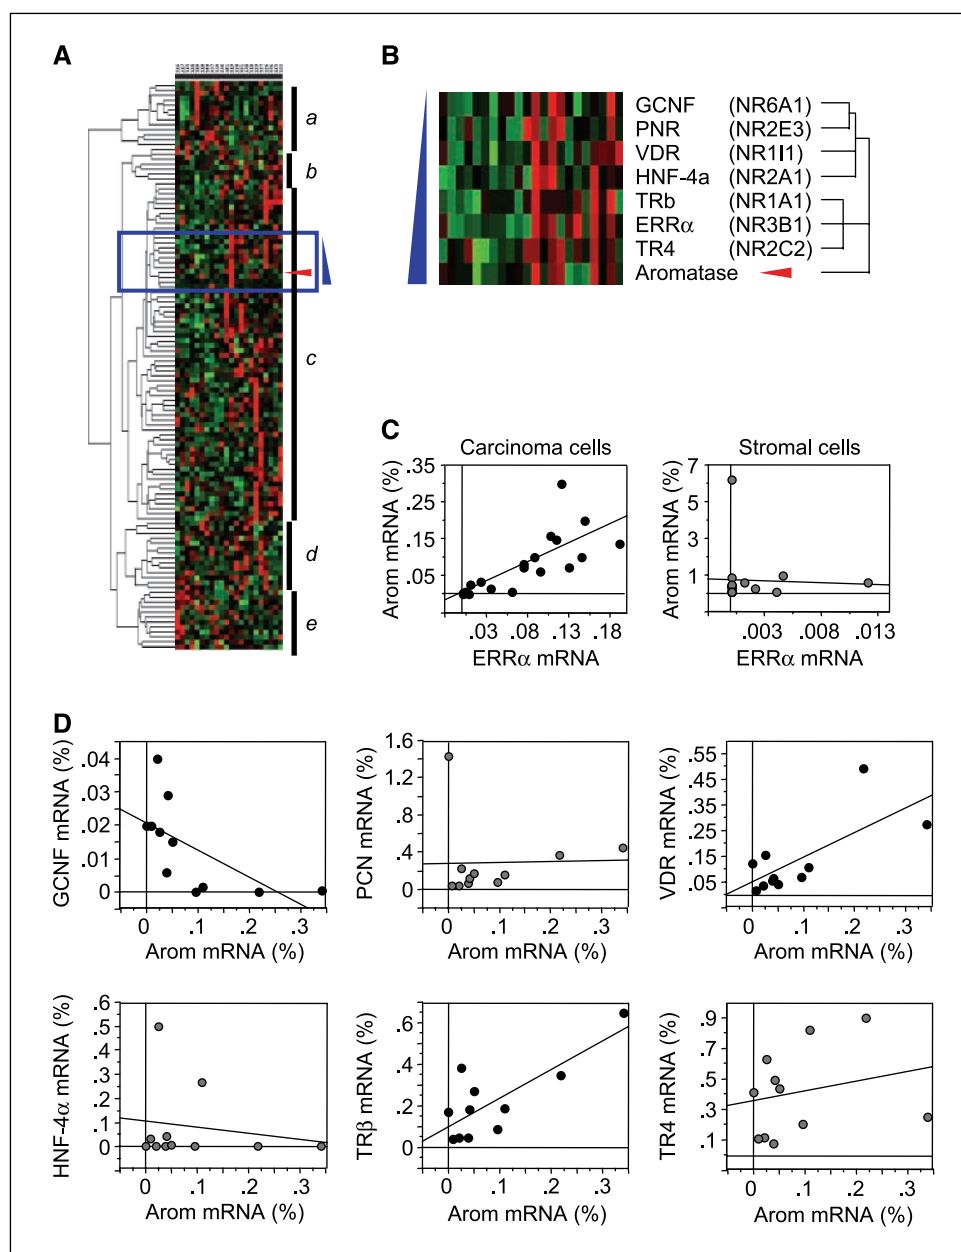 A
B
a
b
c
d
e
GCNF (NR6A1)
PNR (NR2E3)
VDR (NR1I1)
HNF-4a (NR2A1)
TRb (NR1A1)
ERRα (NR3B1)
TR4 (NR2C2)
Aromatase
C
Carcinoma cells
Arom mRNA (%)
.35
.25
.15
.05
.03 .08 .13 .18
ERRα mRNA
Stromal cells
Arom mRNA (%)
7
5
3
1
.003 .008 .013
ERRα mRNA
D
GCNF mRNA (%)
.04
.03
.02
.01
0
0 .1 .2 .3
Arom mRNA (%)
PCN mRNA (%)
1.6
1.2
.8
.4
0
0 .1 .2 .3
Arom mRNA (%)
VDR mRNA (%)
.55
.45
.34
.25
.15
.05
0 .1 .2 .3
Arom mRNA (%)
HNF-4α mRNA (%)
.6
.5
.4
.3
.2
.1
0
0 .1 .2 .3
Arom mRNA (%)
TRβ mRNA (%)
.6
.4
.2
0
0 .1 .2 .3
Arom mRNA (%)
TR4 mRNA (%)
.9
.7
.5
.3
.1
0 .1 .2 .3
Arom mRNA (%)